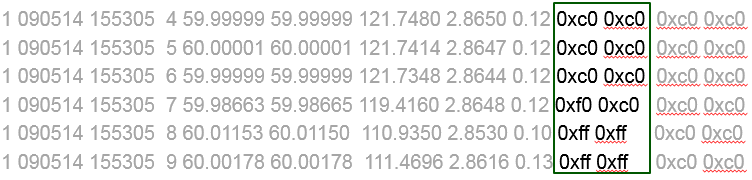 1 090514 155305 4 59.99999 59.99999 121.7480 2.8650 0.12 0xc0 0xc0 0xc0 0xc0
1 090514 155305 5 60.00001 60.00001 121.7414 2.8647 0.12 0xc0 0xc0 0xc0 0xc0
1 090514 155305 6 59.99999 59.99999 121.7348 2.8644 0.12 0xc0 0xc0 0xc0 0xc0
1 090514 155305 7 59.98663 59.98665 119.4160 2.8648 0.12 0xf0 0xc0 0xc0 0xc0
1 090514 155305 8 60.01153 60.01150 110.9350 2.8530 0.10 0xff 0xff 0xc0 0xc0
1 090514 155305 9 60.00178 60.00178 111.4696 2.8616 0.13 0xff 0xff 0xc0 0xc0